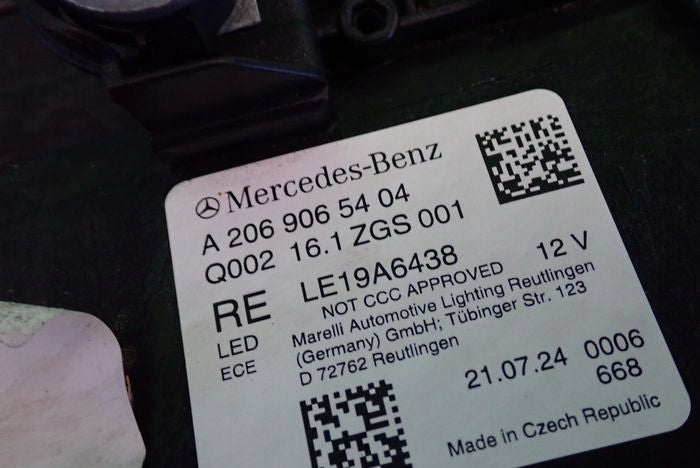 Mercedes-Benz
A 206 906 54 04
Q002 16.1 ZGS 001
RE LE19A6438 12 V
NOT CCC APPROVED
LED Marelli Automotive Lighting Reutlingen
ECE (Germany) GmbH; Tübinger Str. 123
D 72762 Reutlingen
21.07.24 0006
668
Made in Czech Republic